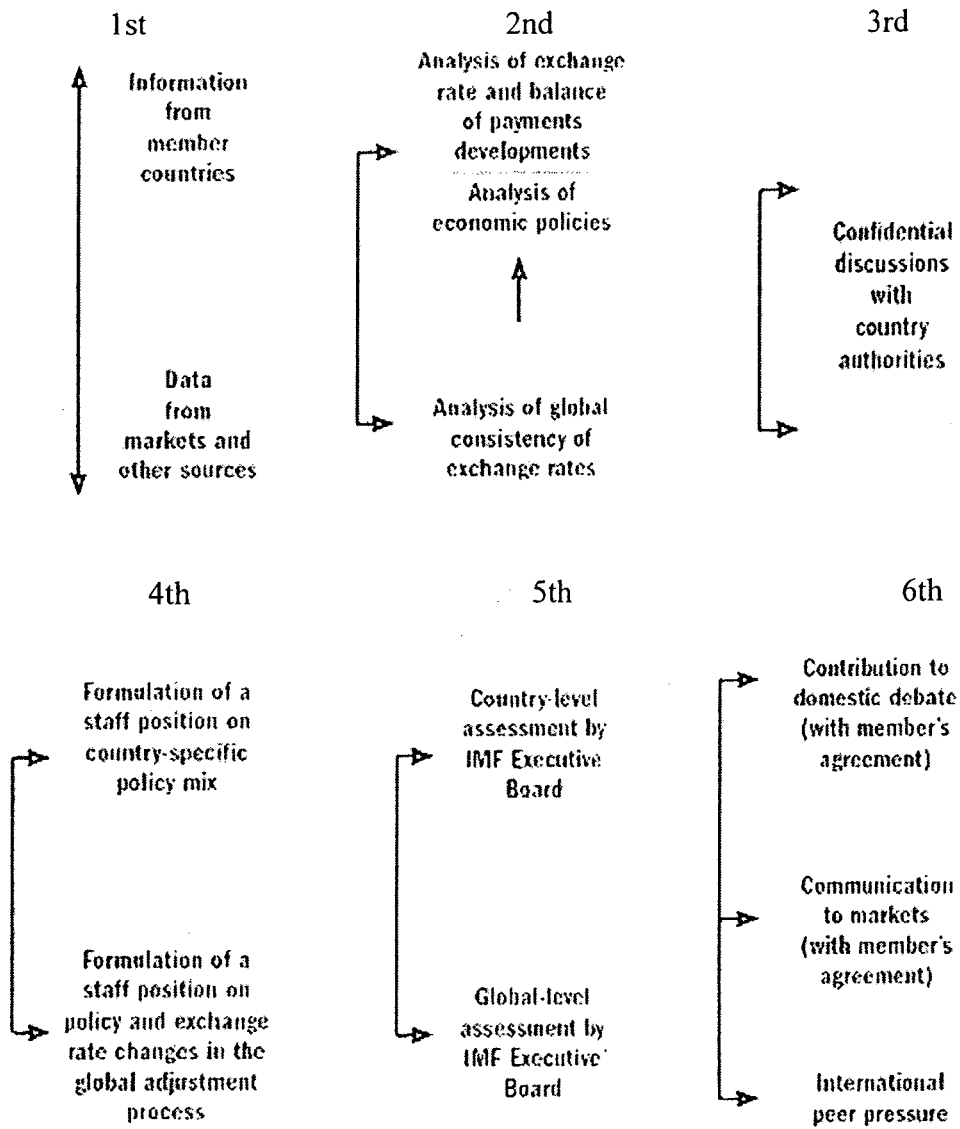 1st
Information
from
member
countries
Data
from
markets and
other sources
2nd
Analysis of exchange
rate and balance
of payments
developments
Analysis of
economic policies
Analysis of global
consistency of
exchange rates
3rd
Confidential
discussions
with
country
authorities
4th
Formulation of a
staff position on
country-specific
policy mix
Formulation of a
staff position on
policy and exchange
rate changes in the
global adjustment
process
5th
Country-level
assessment by
IMF Executive
Board
Global-level
assessment by
IMF Executive
Board
6th
Contribution to
domestic debate
(with member's
agreement)
Communication
to markets
(with member's
agreement)
International
peer pressure